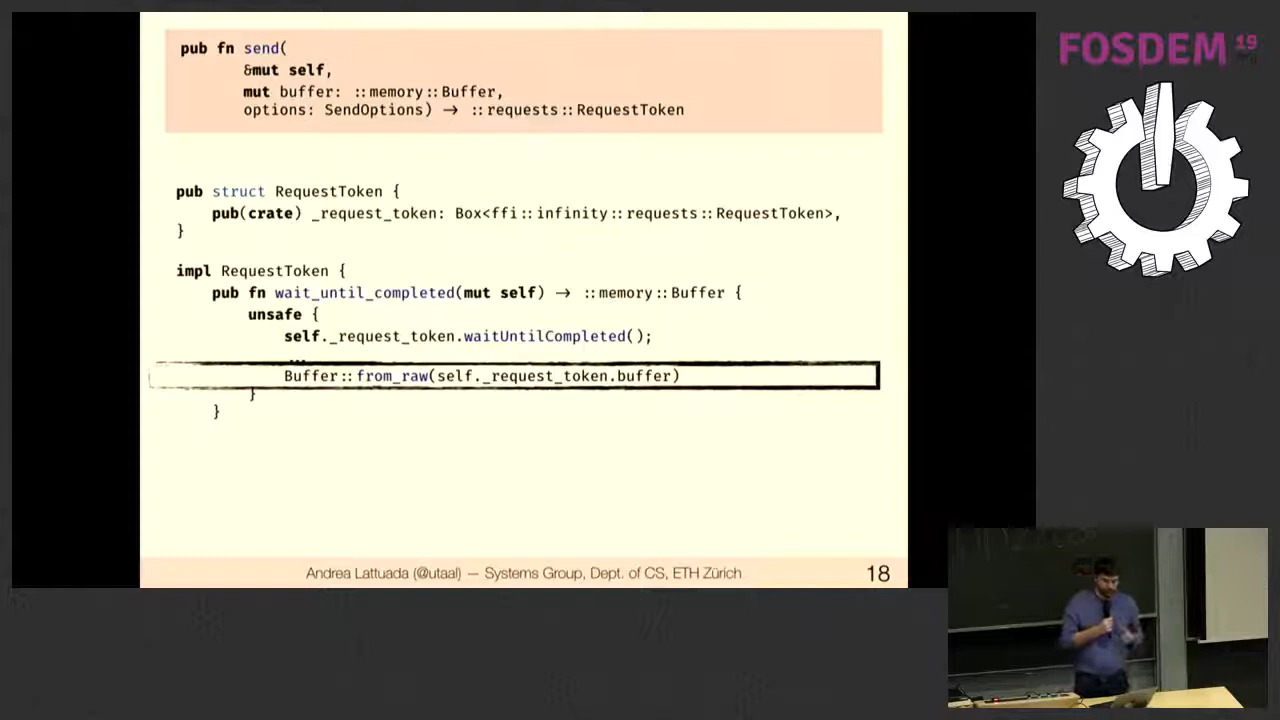 pub fn send(
&mut self,
mut buffer: ::memory::Buffer,
options: SendOptions) → ::requests::RequestToken
pub struct RequestToken {
pub(crate) _request_token: Box<ffi::infinity::requests::RequestToken>,
}
impl RequestToken {
pub fn wait_until_completed(mut self) → ::memory::Buffer {
unsafe {
self._request_token.waitUntilCompleted();
...
Buffer::from_raw(self._request_token.buffer)
}
}
Andrea Lattuada (@utaal) — Systems Group, Dept. of CS, ETH Zürich
18
FOSDEM 19